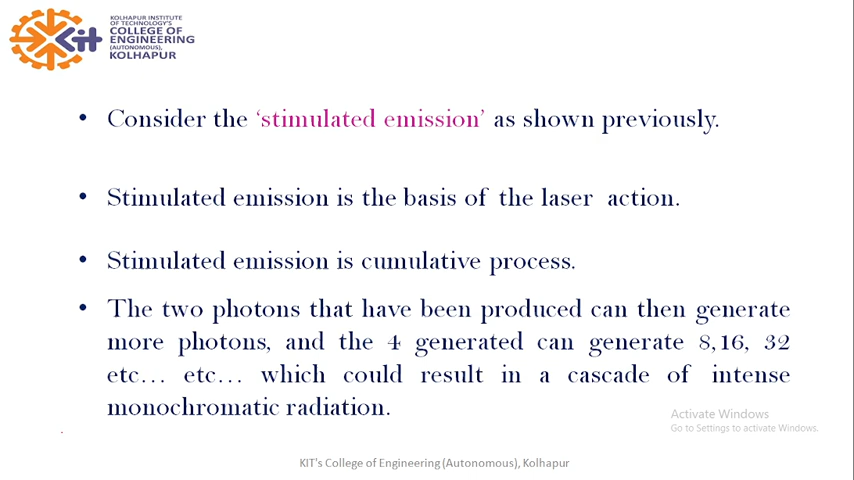 KOLHAPUR INSTITUTE
OF TECHNOLOGY'S
COLLEGE OF
ENGINEERING
(AUTONOMOUS),
KOLHAPUR
kit
• Consider the ‘stimulated emission’ as shown previously.
• Stimulated emission is the basis of the laser action.
• Stimulated emission is cumulative process.
• The two photons that have been produced can then generate
more photons, and the 4 generated can generate 8,16, 32
etc… etc… which could result in a cascade of intense
monochromatic radiation.
Activate Windows
Go to Settings to activate Windows.
.
KIT's College of Engineering (Autonomous), Kolhapur